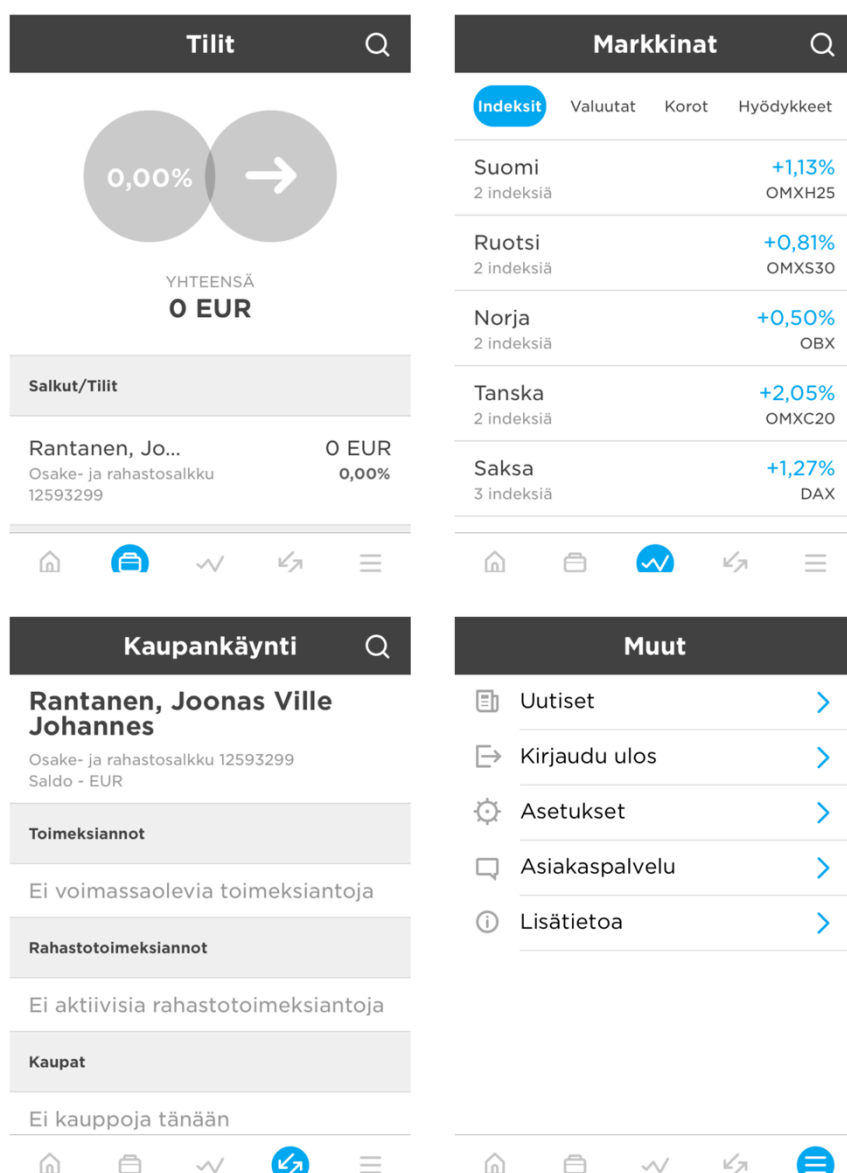 Tilit
0,00%
YHTEENSÄ
0 EUR
Salkut/Tilit
Rantanen, Jo... 0 EUR
Osake- ja rahastosalkku 0,00%
12593299
Markkinat
Indeksit Valuutat Korot Hyödykkeet
Suomi +1,13%
2 indeksiä OMXH25
Ruotsi +0,81%
2 indeksiä OMXS30
Norja +0,50%
2 indeksiä OBX
Tanska +2,05%
2 indeksiä OMXC20
Saksa +1,27%
3 indeksiä DAX
Kaupankäynti
Rantanen, Joonas Ville
Johannes
Osake- ja rahastosalkku 12593299
Saldo - EUR
Toimeksiannot
Ei voimassaolevia toimeksiantoja
Rahastotoimeksiannot
Ei aktiivisia rahastotoimeksiantoja
Kaupat
Ei kauppoja tänään
Muut
Uutiset
Kirjaudu ulos
Asetukset
Asiakaspalvelu
Lisätietoa